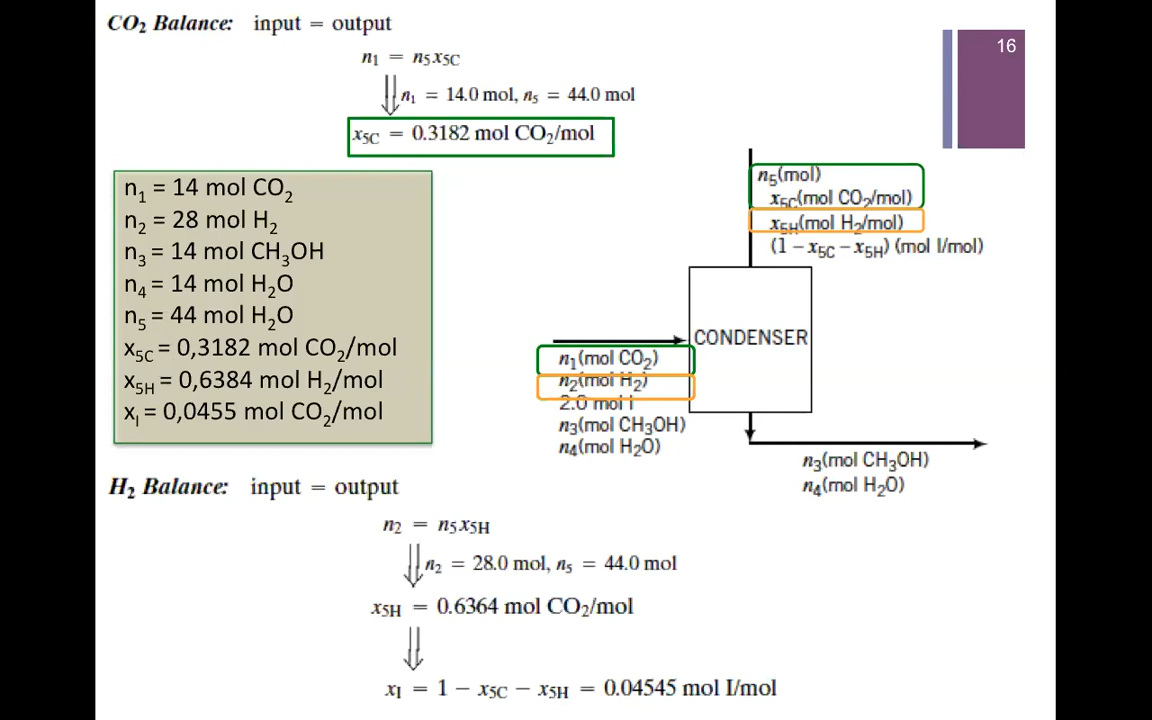 CO₂ Balance: input = output
n₁ = n₅x₅C
n₁ = 14.0 mol, n₅ = 44.0 mol
x₅C = 0.3182 mol CO₂/mol
16
n₁ = 14 mol CO₂
n₂ = 28 mol H₂
n₃ = 14 mol CH₃OH
n₄ = 14 mol H₂O
n₅ = 44 mol H₂O
x₅C = 0,3182 mol CO₂/mol
x₅H = 0,6384 mol H₂/mol
xI = 0,0455 mol CO₂/mol
n₅(mol)
x₅C(mol CO₂/mol)
x₅H(mol H₂/mol)
(1 − x₅C − x₅H) (mol I/mol)
CONDENSER
n₁(mol CO₂)
n₂(mol H₂)
2.0 mol I
n₃(mol CH₃OH)
n₄(mol H₂O)
n₃(mol CH₃OH)
n₄(mol H₂O)
H₂ Balance: input = output
n₂ = n₅x₅H
n₂ = 28.0 mol, n₅ = 44.0 mol
x₅H = 0.6364 mol CO₂/mol
xI = 1 − x₅C − x₅H = 0.04545 mol I/mol